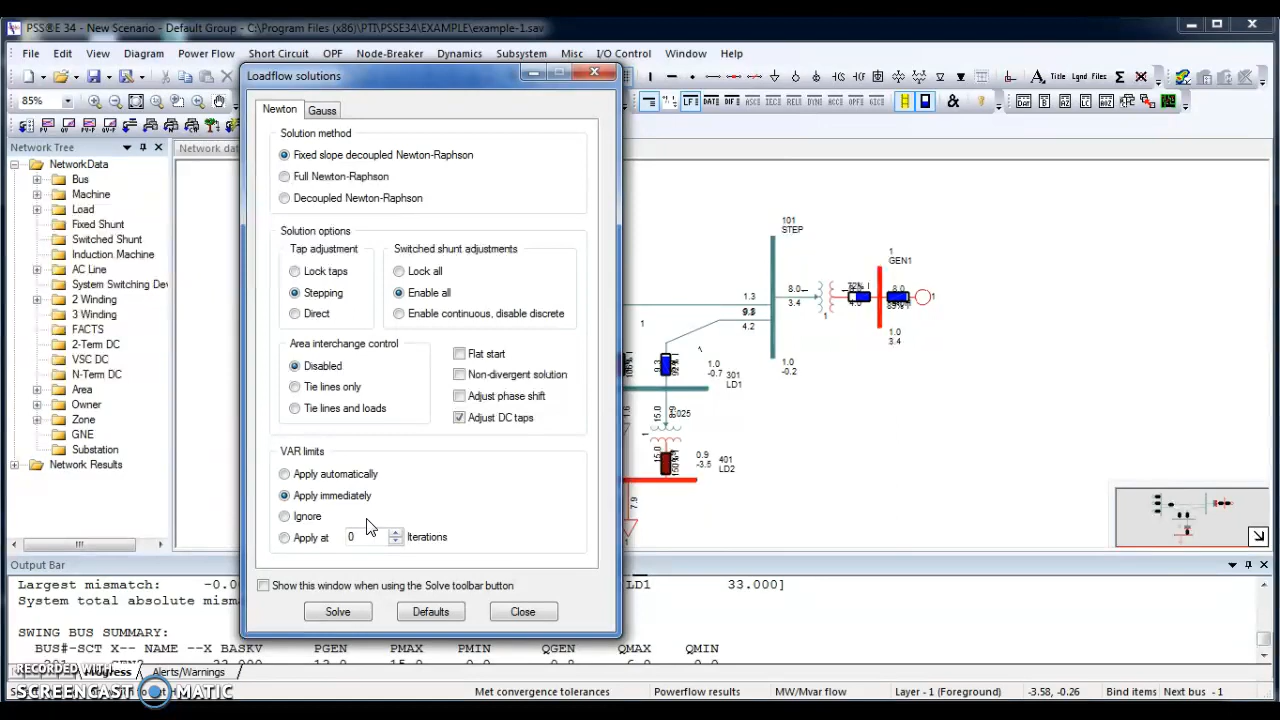 PSS®E 34 - New Scenario - Default Group - C:\Program Files (x86)\PTI\PSSE34\EXAMPLE\example-1.sav
File Edit View Diagram Power Flow Short Circuit OPF Node-Breaker Dynamics Subsystem Misc I/O Control Window Help
Title Lgnd Files
85%
Network Tree
Network da
NetworkData
Bus
Machine
Load
Fixed Shunt
Switched Shunt
Induction Machine
AC Line
System Switching Dev
2 Winding
3 Winding
FACTS
2-Term DC
VSC DC
N-Term DC
Area
Owner
Zone
GNE
Substation
Network Results
Loadflow solutions
Newton Gauss
Solution method
Fixed slope decoupled Newton-Raphson
Full Newton-Raphson
Decoupled Newton-Raphson
Solution options
Tap adjustment
Lock taps
Stepping
Direct
Switched shunt adjustments
Lock all
Enable all
Enable continuous, disable discrete
Area interchange control
Disabled
Tie lines only
Tie lines and loads
Flat start
Non-divergent solution
Adjust phase shift
Adjust DC taps
VAR limits
Apply automatically
Apply immediately
Ignore
Apply at 0 Iterations
Show this window when using the Solve toolbar button
Solve Defaults Close
101
STEP
1
GEN1
1.3
4.2
8.0
3.4
1
1.0
3.4
1.0
-0.2
1
1.0
-0.7
301
LD1
0.9
-3.5
401
LD2
7.9
Output Bar
Largest mismatch: -0.0 LD1 33.000]
System total absolute mism
SWING BUS SUMMARY:
BUS#-SCT X-- NAME --X BASKV PGEN PMAX PMIN QGEN QMAX QMIN
Progress Alerts/Warnings
RECORDED WITH
SCREENCAST MATIC
Met convergence tolerances Powerflow results MW/Mvar flow Layer - 1 (Foreground) -3.58, -0.26 Bind items Next bus - 1